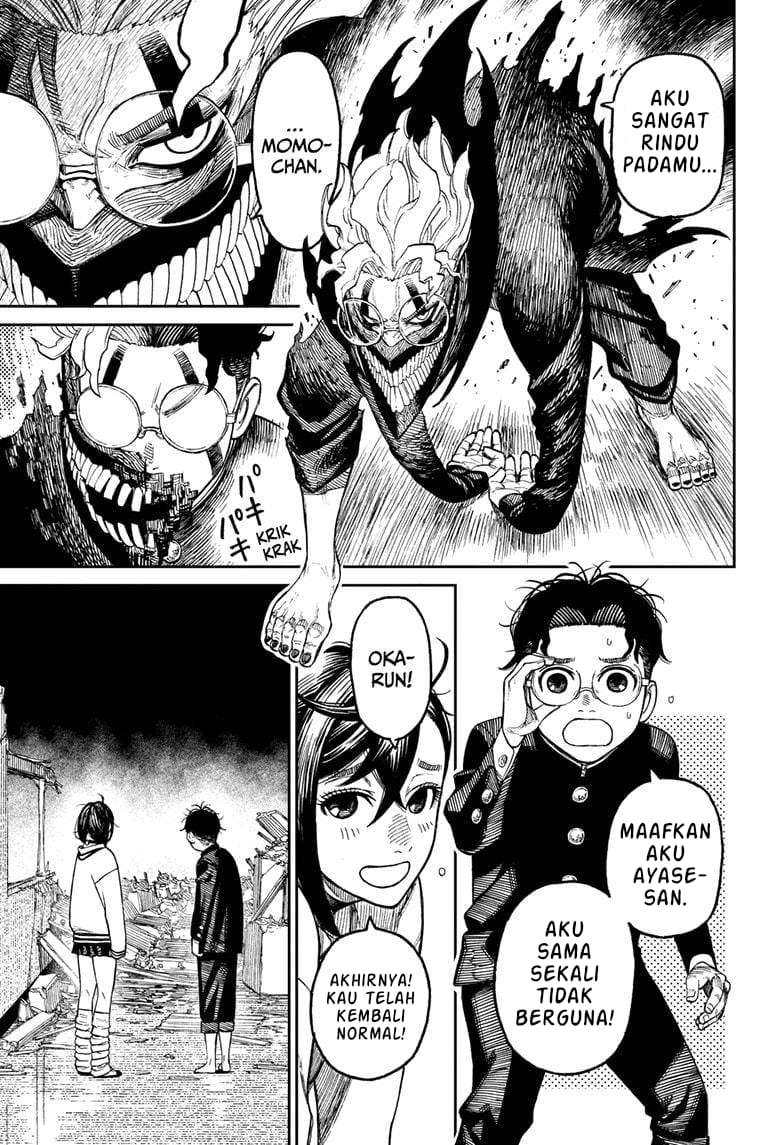 AKU
SANGAT
RINDU
PADAMU...
...
MOMO-
CHAN.
パキ
パキ
KRIK
KRAK
OKA-
RUN!
MAAFKAN
AKU
AYASE-
SAN.
AKU
SAMA
SEKALI
TIDAK
BERGUNA!
AKHIRNYA!
KAU TELAH
KEMBALI
NORMAL!